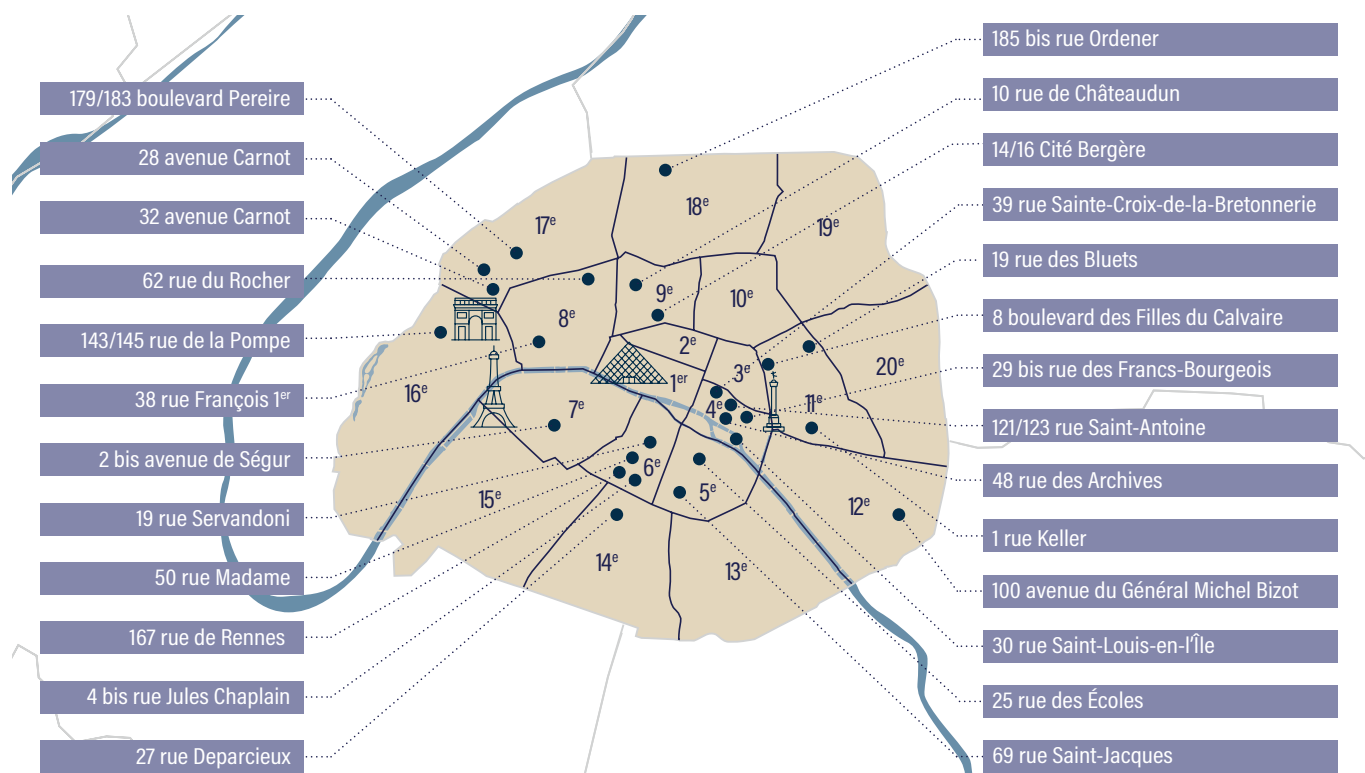 179/183 boulevard Pereire
28 avenue Carnot
32 avenue Carnot
62 rue du Rocher
143/145 rue de la Pompe
38 rue François 1er
2 bis avenue de Ségur
19 rue Servandoni
50 rue Madame
167 rue de Rennes
4 bis rue Jules Chaplain
27 rue Deparcieux
17e
18e
19e
8e
9e
10e
2e
1er
3e
20e
16e
7e
4e
11e
6e
5e
15e
12e
14e
13e
185 bis rue Ordener
10 rue de Châteaudun
14/16 Cité Bergère
39 rue Sainte-Croix-de-la-Bretonnerie
19 rue des Bluets
8 boulevard des Filles du Calvaire
29 bis rue des Francs-Bourgeois
121/123 rue Saint-Antoine
48 rue des Archives
1 rue Keller
100 avenue du Général Michel Bizot
30 rue Saint-Louis-en-l'Île
25 rue des Écoles
69 rue Saint-Jacques